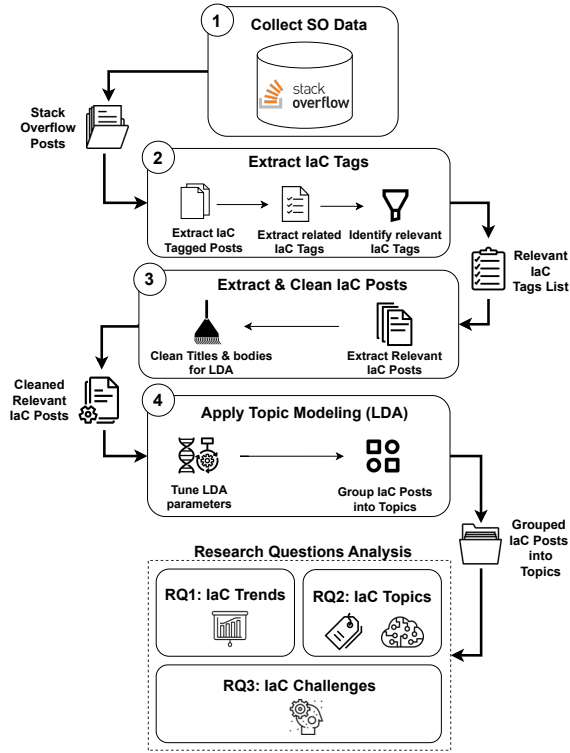 1
Collect SO Data
stack
overflow
Stack
Overflow
Posts
2
Extract IaC Tags
Extract IaC
Tagged Posts
Extract related
IaC Tags
Identify relevant
IaC Tags
Relevant
IaC
Tags List
3
Extract & Clean IaC Posts
Clean Titles & bodies
for LDA
Extract Relevant
IaC Posts
Cleaned
Relevant
IaC Posts
4
Apply Topic Modeling (LDA)
Tune LDA
parameters
Group IaC Posts
into Topics
Grouped
IaC Posts
into
Topics
Research Questions Analysis
RQ1: IaC Trends
RQ2: IaC Topics
RQ3: IaC Challenges